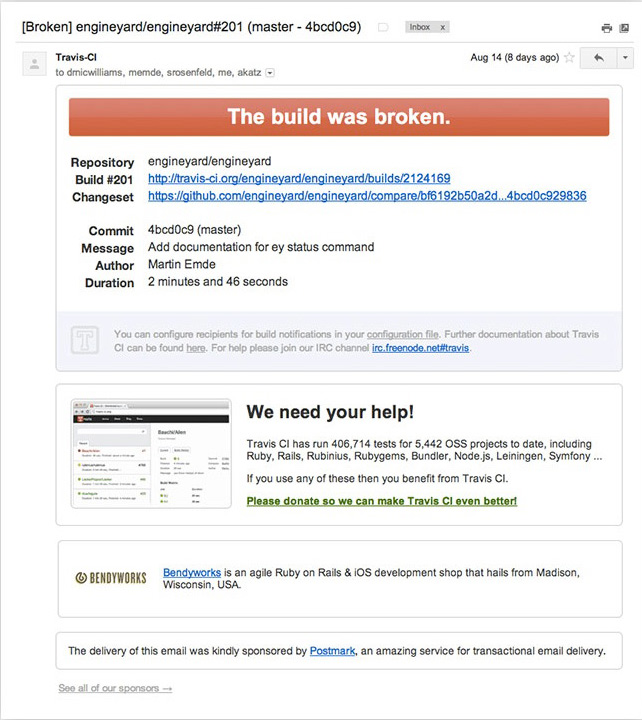 [Broken] engineyard/engineyard#201 (master - 4bcd0c9)
Inbox x
Travis-CI
Aug 14 (8 days ago)
to dmicwilliams, memde, srosenfeld, me, akatz
The build was broken.
Repository engineyard/engineyard
Build #201 http://travis-ci.org/engineyard/engineyard/builds/2124169
Changeset https://github.com/engineyard/engineyard/compare/bf6192b50a2d...4bcd0c929836
Commit 4bcd0c9 (master)
Message Add documentation for ey status command
Author Martin Emde
Duration 2 minutes and 46 seconds
You can configure recipients for build notifications in your configuration file. Further documentation about Travis
CI can be found here. For help please join our IRC channel irc.freenode.net#travis.
We need your help!
Travis CI has run 406,714 tests for 5,442 OSS projects to date, including
Ruby, Rails, Rubinius, Rubygems, Bundler, Node.js, Leiningen, Symfony ...
If you use any of these then you benefit from Travis CI.
Please donate so we can make Travis CI even better!
BENDYWORKS
Bendyworks is an agile Ruby on Rails & iOS development shop that hails from Madison,
Wisconsin, USA.
The delivery of this email was kindly sponsored by Postmark, an amazing service for transactional email delivery.
See all of our sponsors →